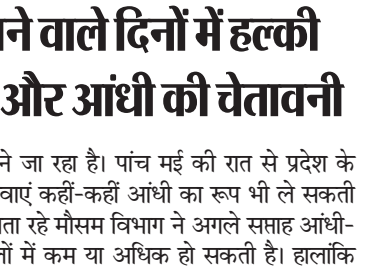 ने वाले दिनों में हल्की
और आंधी की चेतावनी
ने जा रहा है। पांच मई की रात से प्रदेश के
वाएं कहीं-कहीं आंधी का रूप भी ले सकती
ता रहे मौसम विभाग ने अगले सप्ताह आंधी-
नों में कम या अधिक हो सकती है। हालांकि